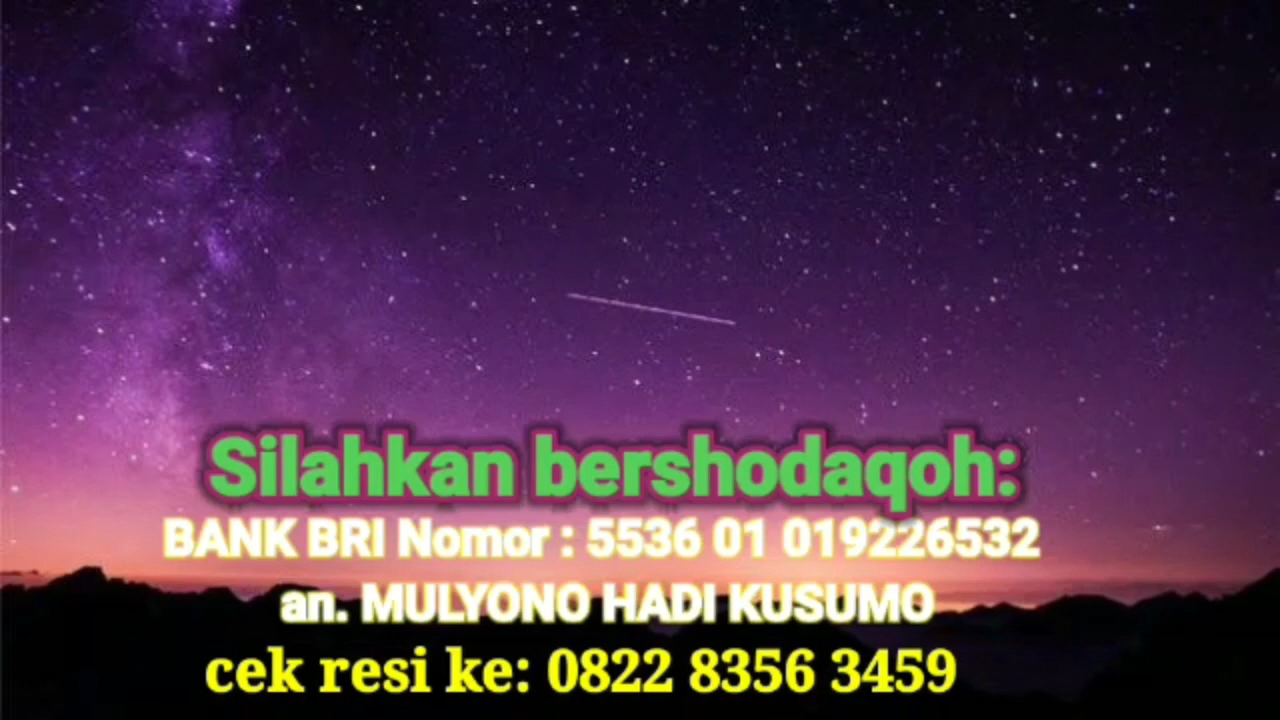 Silahkan bershodaqoh:
BANK BRI Nomor : 5536 01 019226532
an. MULYONO HADI KUSUMO
cek resi ke: 0822 8356 3459